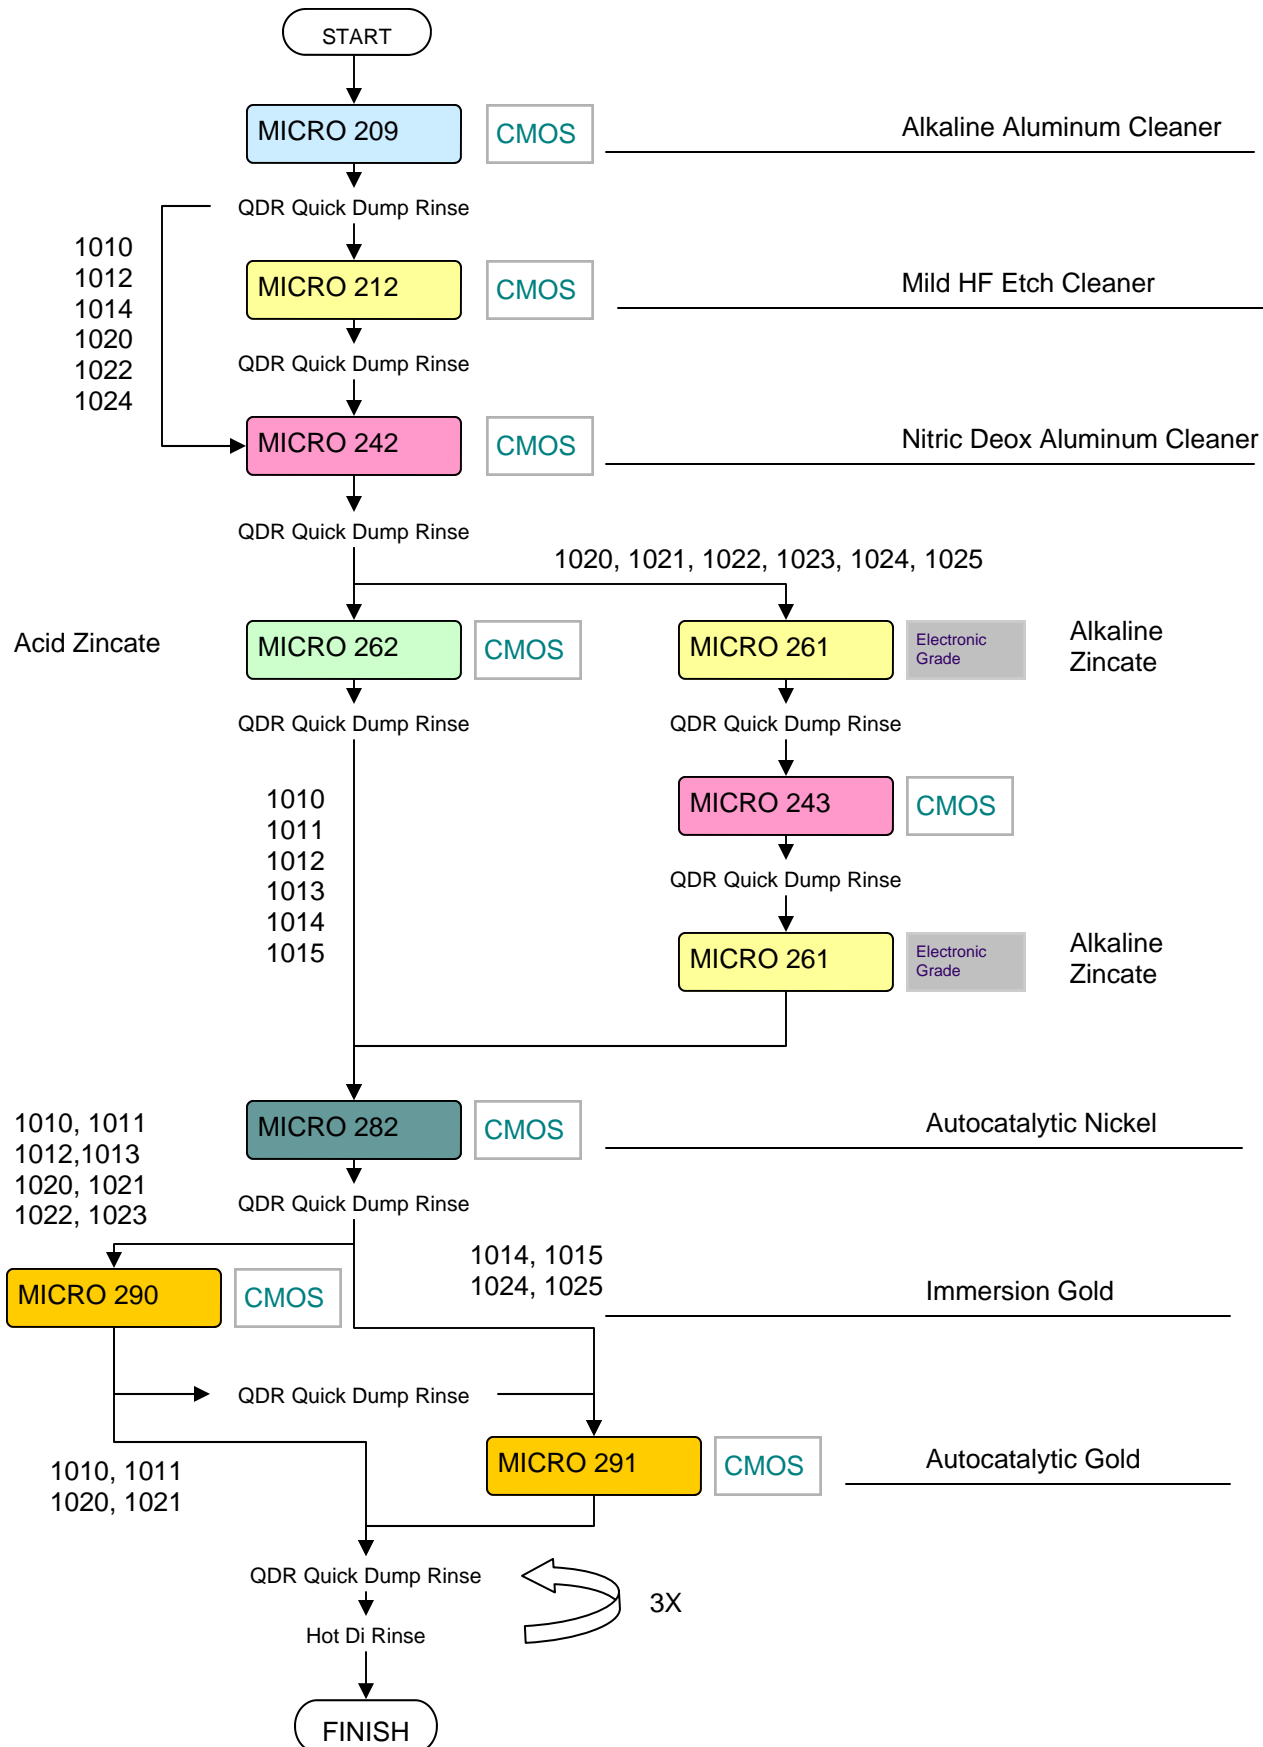 START
MICRO 209
CMOS
Alkaline Aluminum Cleaner
QDR Quick Dump Rinse
1010
1012
1014
1020
1022
1024
MICRO 212
CMOS
Mild HF Etch Cleaner
QDR Quick Dump Rinse
MICRO 242
CMOS
Nitric Deox Aluminum Cleaner
QDR Quick Dump Rinse
1020, 1021, 1022, 1023, 1024, 1025
Acid Zincate
MICRO 262
CMOS
MICRO 261
Electronic
Grade
Alkaline
Zincate
QDR Quick Dump Rinse
QDR Quick Dump Rinse
1010
1011
1012
1013
1014
1015
MICRO 243
CMOS
QDR Quick Dump Rinse
MICRO 261
Electronic
Grade
Alkaline
Zincate
MICRO 282
CMOS
Autocatalytic Nickel
1010, 1011
1012,1013
1020, 1021
1022, 1023
QDR Quick Dump Rinse
1014, 1015
1024, 1025
MICRO 290
CMOS
Immersion Gold
QDR Quick Dump Rinse
MICRO 291
CMOS
Autocatalytic Gold
1010, 1011
1020, 1021
QDR Quick Dump Rinse
3X
Hot Di Rinse
FINISH